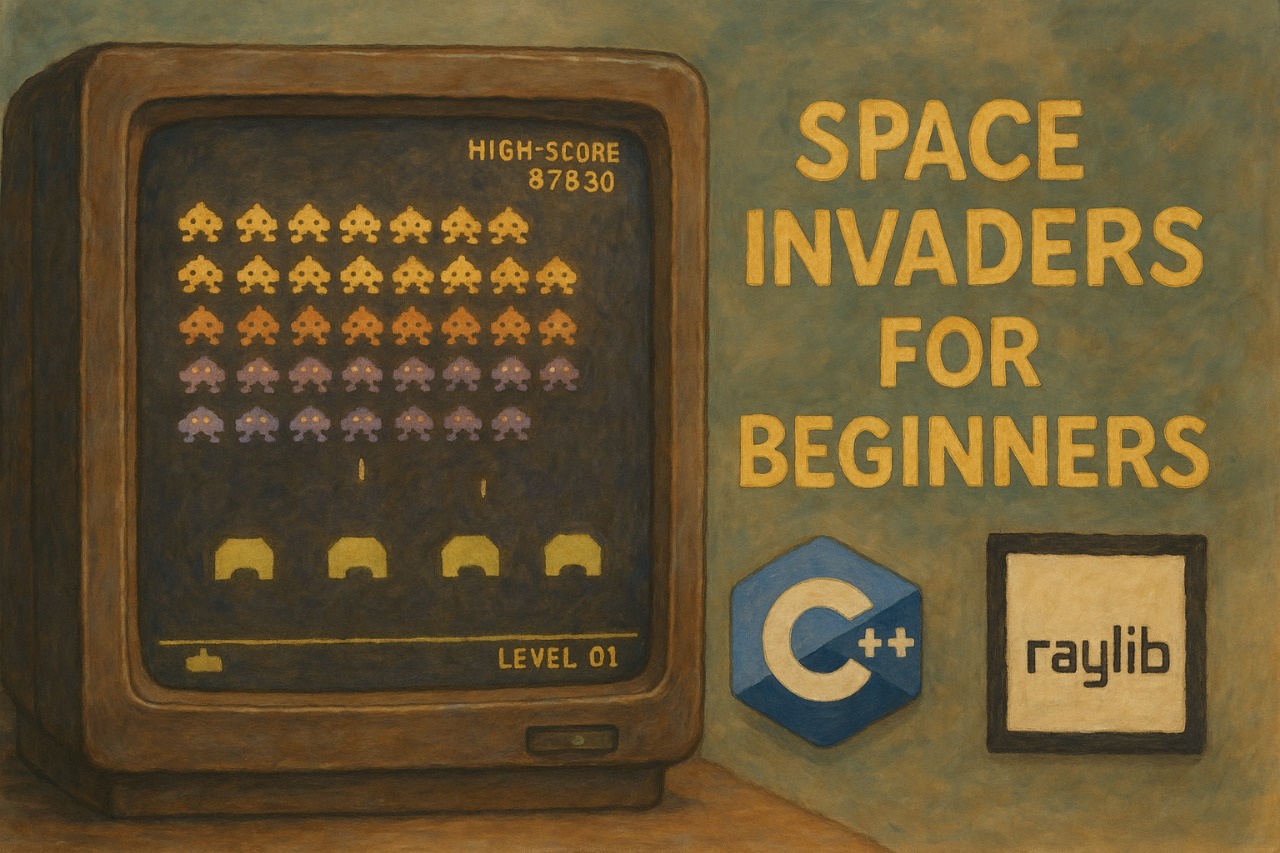 HIGH-SCORE
87830
LEVEL 01
SPACE
INVADERS
FOR
BEGINNERS
C++
raylib